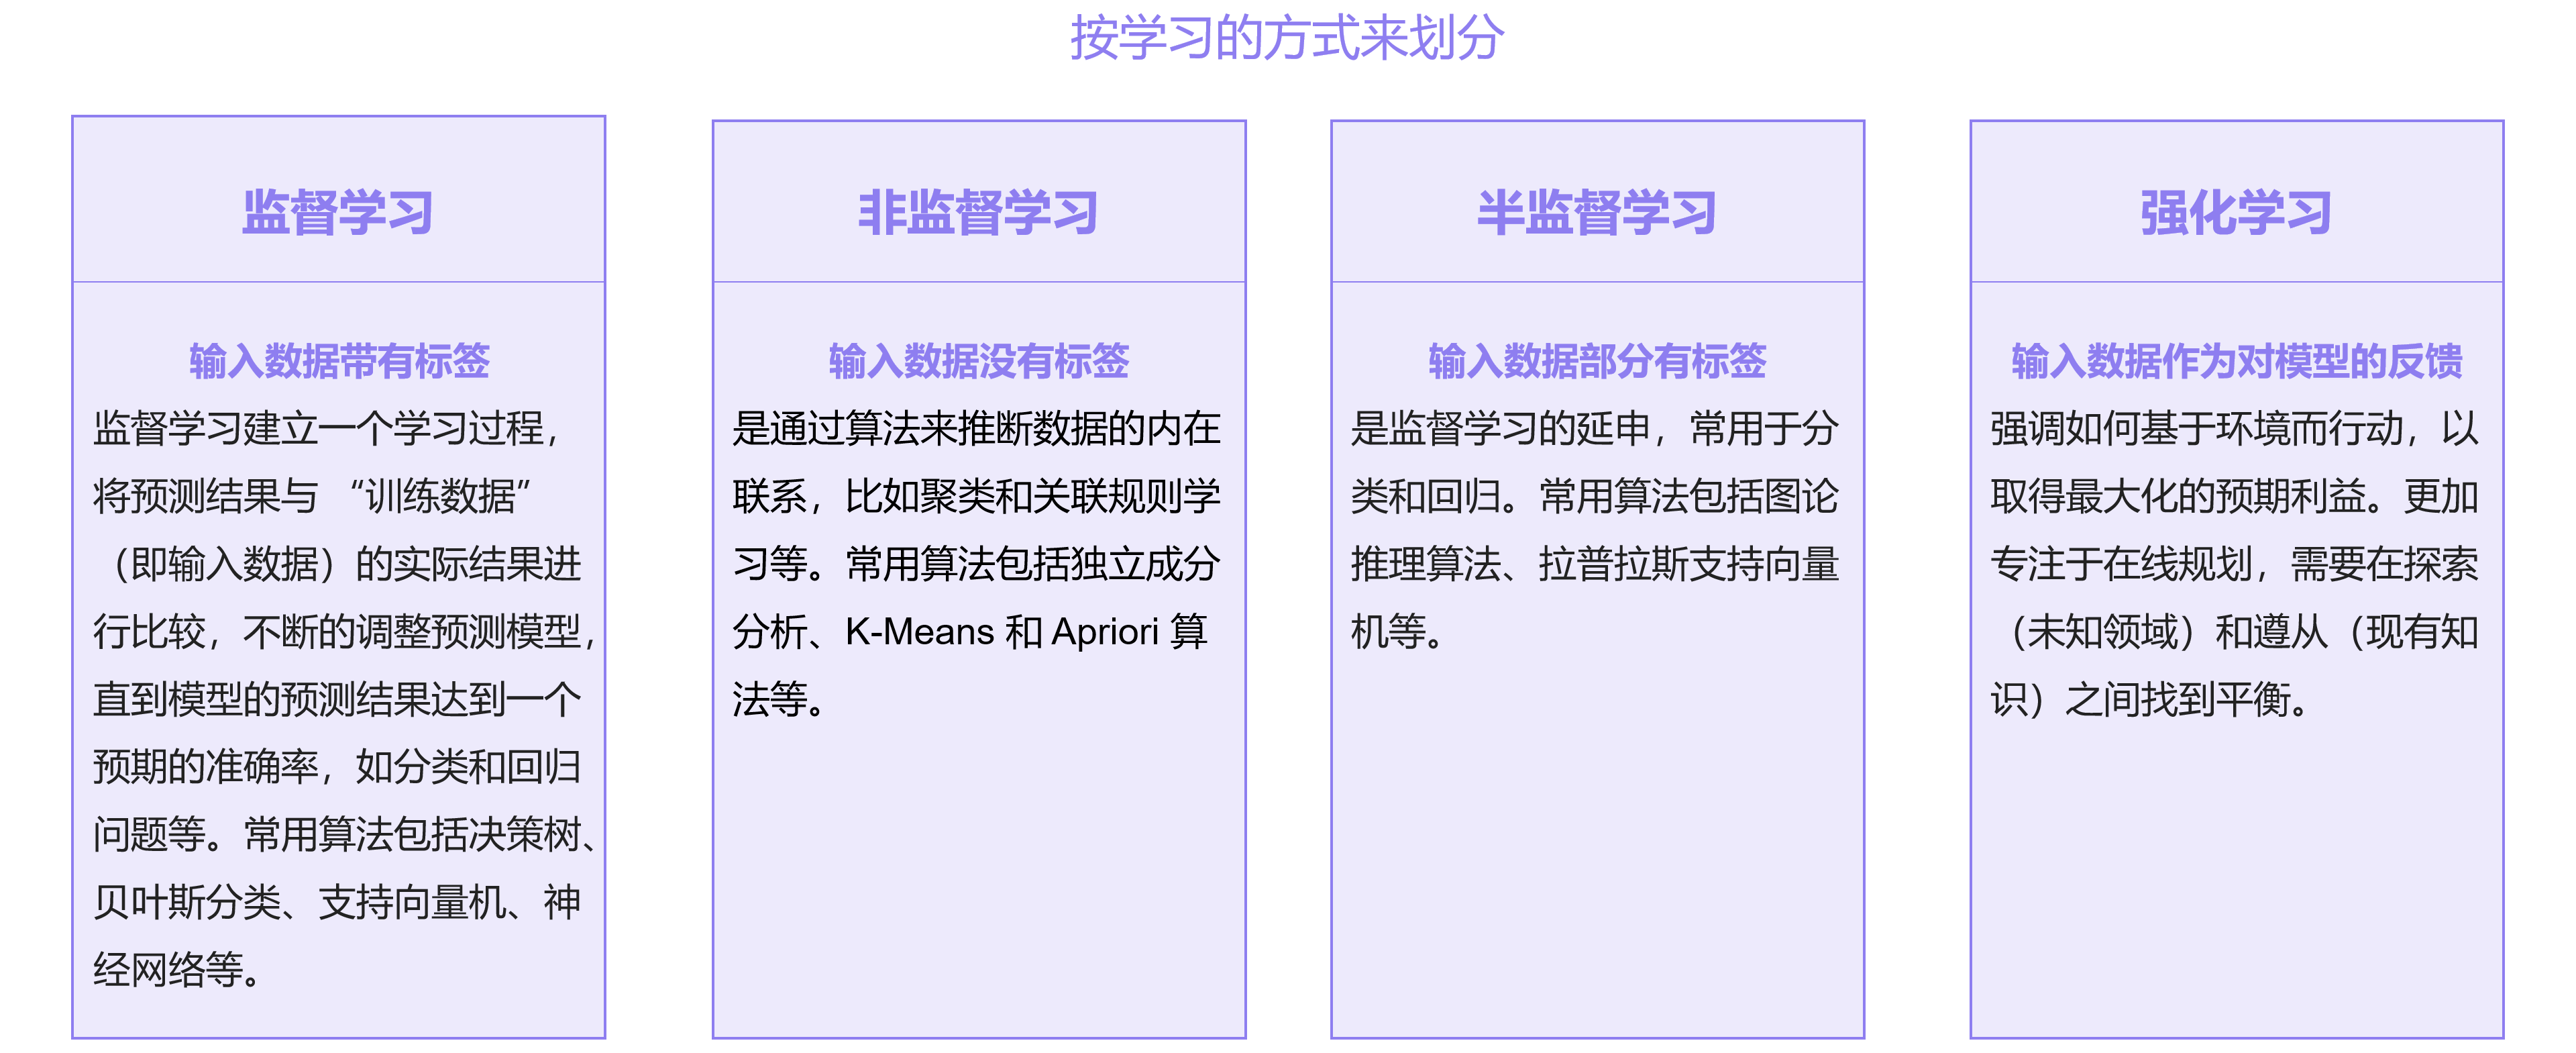 按学习的方式来划分
监督学习
输入数据带有标签
监督学习建立一个学习过程，
将预测结果与 “训练数据”
（即输入数据）的实际结果进
行比较，不断的调整预测模型，
直到模型的预测结果达到一个
预期的准确率，如分类和回归
问题等。常用算法包括决策树、
贝叶斯分类、支持向量机、神
经网络等。
非监督学习
输入数据没有标签
是通过算法来推断数据的内在
联系，比如聚类和关联规则学
习等。常用算法包括独立成分
分析、K-Means 和 Apriori 算
法等。
半监督学习
输入数据部分有标签
是监督学习的延申，常用于分
类和回归。常用算法包括图论
推理算法、拉普拉斯支持向量
机等。
强化学习
输入数据作为对模型的反馈
强调如何基于环境而行动，以
取得最大化的预期利益。更加
专注于在线规划，需要在探索
（未知领域）和遵从（现有知
识）之间找到平衡。